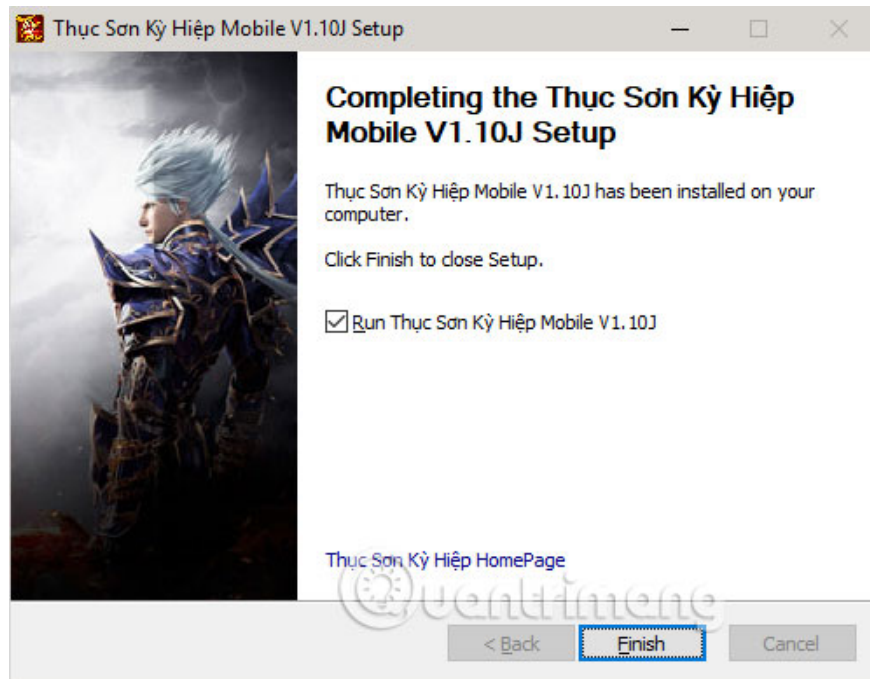 Thục Sơn Kỳ Hiệp Mobile V1.10J Setup
Completing the Thục Sơn Kỳ Hiệp
Mobile V1.10J Setup
Thục Sơn Kỳ Hiệp Mobile V1.10J has been installed on your
computer.
Click Finish to close Setup.
Run Thục Sơn Kỳ Hiệp Mobile V1.10J
Thục Sơn Kỳ Hiệp HomePage
Quantrimang
< Back
Finish
Cancel